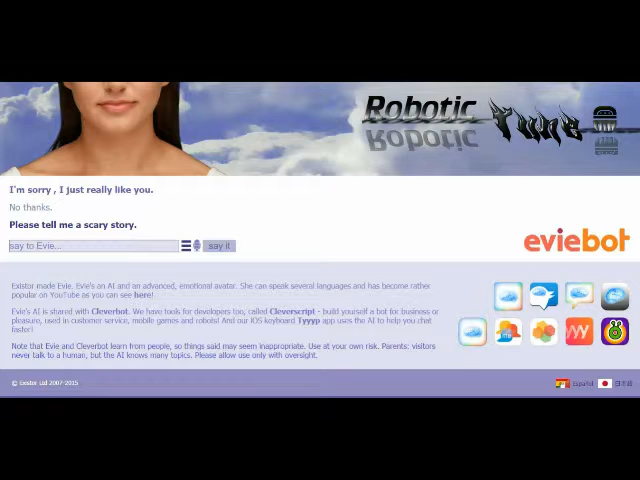 Robotic Tune
I'm sorry , I just really like you.
No thanks.
Please tell me a scary story.
say to Evie...
say it
eviebot
Existor made Evie. Evie's an AI and an advanced, emotional avatar. She can speak several languages and has become rather
popular on YouTube as you can see here!
Evie's AI is shared with Cleverbot. We have tools for developers too, called Cleverscript - build yourself a bot for business or
pleasure, used in customer service, mobile games and robots! And our iOS keyboard Tyyyp app uses the AI to help you chat
faster!
Note that Evie and Cleverbot learn from people, so things said may seem inappropriate. Use at your own risk. Parents: visitors
never talk to a human, but the AI knows many topics. Please allow use only with oversight.
© Existor Ltd 2007-2015
Español
日本語